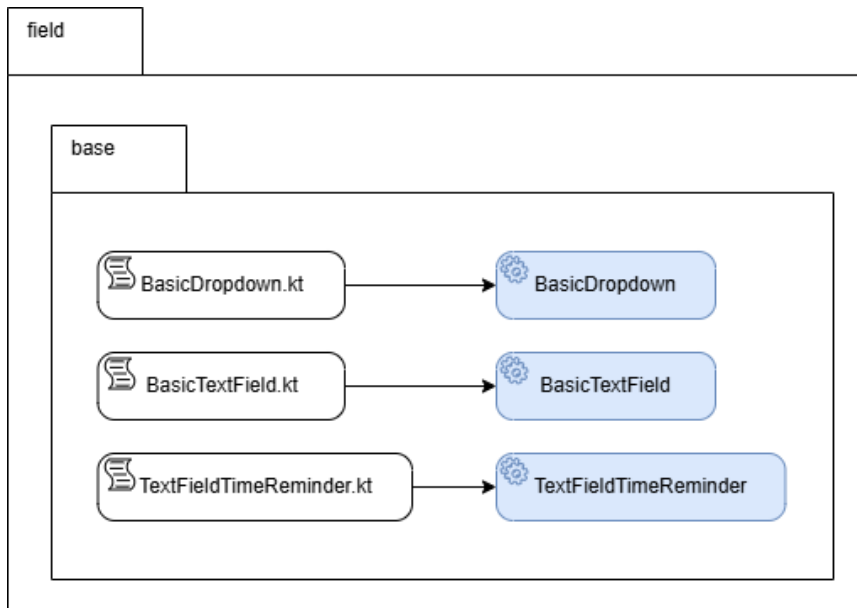 field
base
BasicDropdown.kt
BasicDropdown
BasicTextField.kt
BasicTextField
TextFieldTimeReminder.kt
TextFieldTimeReminder